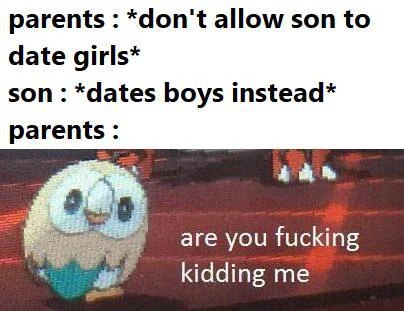 parents : *don't allow son to
date girls*
son : *dates boys instead*
parents :
are you fucking
kidding me